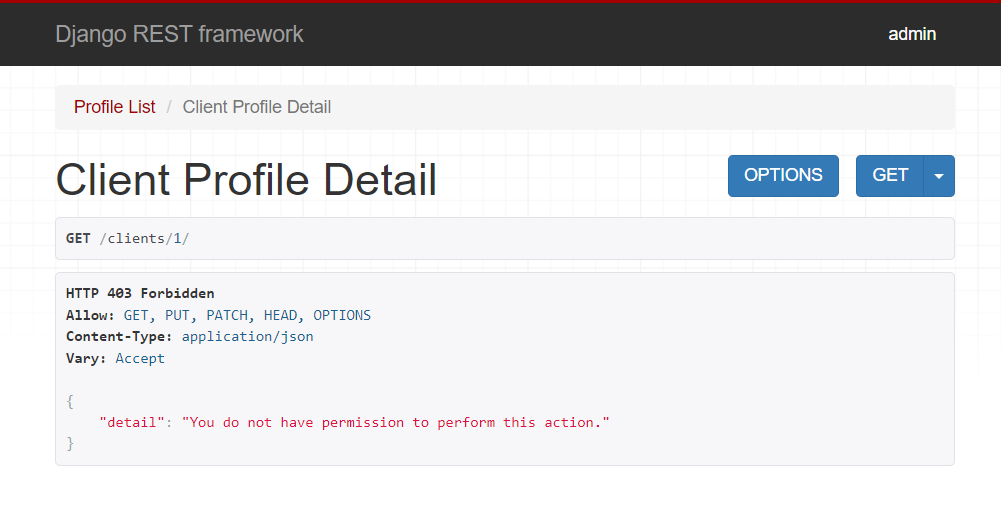 Django REST framework admin
Profile List / Client Profile Detail
Client Profile Detail OPTIONS GET
GET /clients/1/
HTTP 403 Forbidden
Allow: GET, PUT, PATCH, HEAD, OPTIONS
Content-Type: application/json
Vary: Accept
{
"detail": "You do not have permission to perform this action."
}